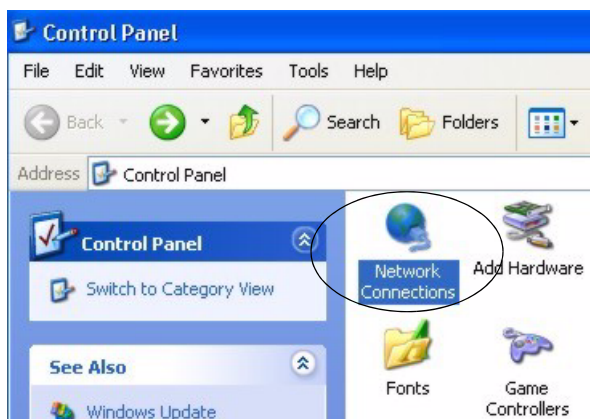 Control Panel
File Edit View Favorites Tools Help
Back Search Folders
Address Control Panel
Control Panel
Switch to Category View
See Also
Windows Update
Network
Connections
Add Hardware
Fonts
Game
Controllers